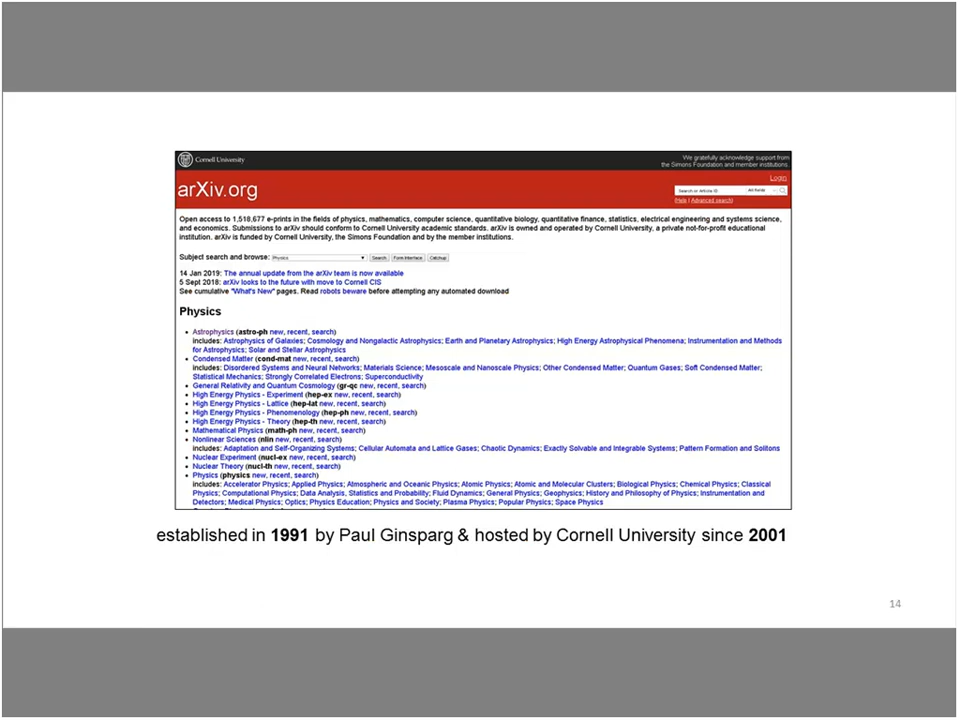 Cornell University
We gratefully acknowledge support from
the Simons Foundation and member institutions.
Login
arXiv.org
Search or Article ID
All fields
(Help | Advanced search)
Open access to 1,518,677 e-prints in the fields of physics, mathematics, computer science, quantitative biology, quantitative finance, statistics, electrical engineering and systems science,
and economics. Submissions to arXiv should conform to Cornell University academic standards. arXiv is owned and operated by Cornell University, a private not-for-profit educational
institution. arXiv is funded by Cornell University, the Simons Foundation and by the member institutions.
Subject search and browse: Physics Search Form Interface Catchup
14 Jan 2019: The annual update from the arXiv team is now available
5 Sept 2018: arXiv looks to the future with move to Cornell CIS
See cumulative "What's New" pages. Read robots beware before attempting any automated download
Physics
• Astrophysics (astro-ph new, recent, search)
includes: Astrophysics of Galaxies; Cosmology and Nongalactic Astrophysics; Earth and Planetary Astrophysics; High Energy Astrophysical Phenomena; Instrumentation and Methods
for Astrophysics; Solar and Stellar Astrophysics
• Condensed Matter (cond-mat new, recent, search)
includes: Disordered Systems and Neural Networks; Materials Science; Mesoscale and Nanoscale Physics; Other Condensed Matter; Quantum Gases; Soft Condensed Matter;
Statistical Mechanics; Strongly Correlated Electrons; Superconductivity
• General Relativity and Quantum Cosmology (gr-qc new, recent, search)
• High Energy Physics - Experiment (hep-ex new, recent, search)
• High Energy Physics - Lattice (hep-lat new, recent, search)
• High Energy Physics - Phenomenology (hep-ph new, recent, search)
• High Energy Physics - Theory (hep-th new, recent, search)
• Mathematical Physics (math-ph new, recent, search)
• Nonlinear Sciences (nlin new, recent, search)
includes: Adaptation and Self-Organizing Systems; Cellular Automata and Lattice Gases; Chaotic Dynamics; Exactly Solvable and Integrable Systems; Pattern Formation and Solitons
• Nuclear Experiment (nucl-ex new, recent, search)
• Nuclear Theory (nucl-th new, recent, search)
• Physics (physics new, recent, search)
includes: Accelerator Physics; Applied Physics; Atmospheric and Oceanic Physics; Atomic Physics; Atomic and Molecular Clusters; Biological Physics; Chemical Physics; Classical
Physics; Computational Physics; Data Analysis, Statistics and Probability; Fluid Dynamics; General Physics; Geophysics; History and Philosophy of Physics; Instrumentation and
Detectors; Medical Physics; Optics; Physics Education; Physics and Society; Plasma Physics; Popular Physics; Space Physics
established in 1991 by Paul Ginsparg & hosted by Cornell University since 2001
14